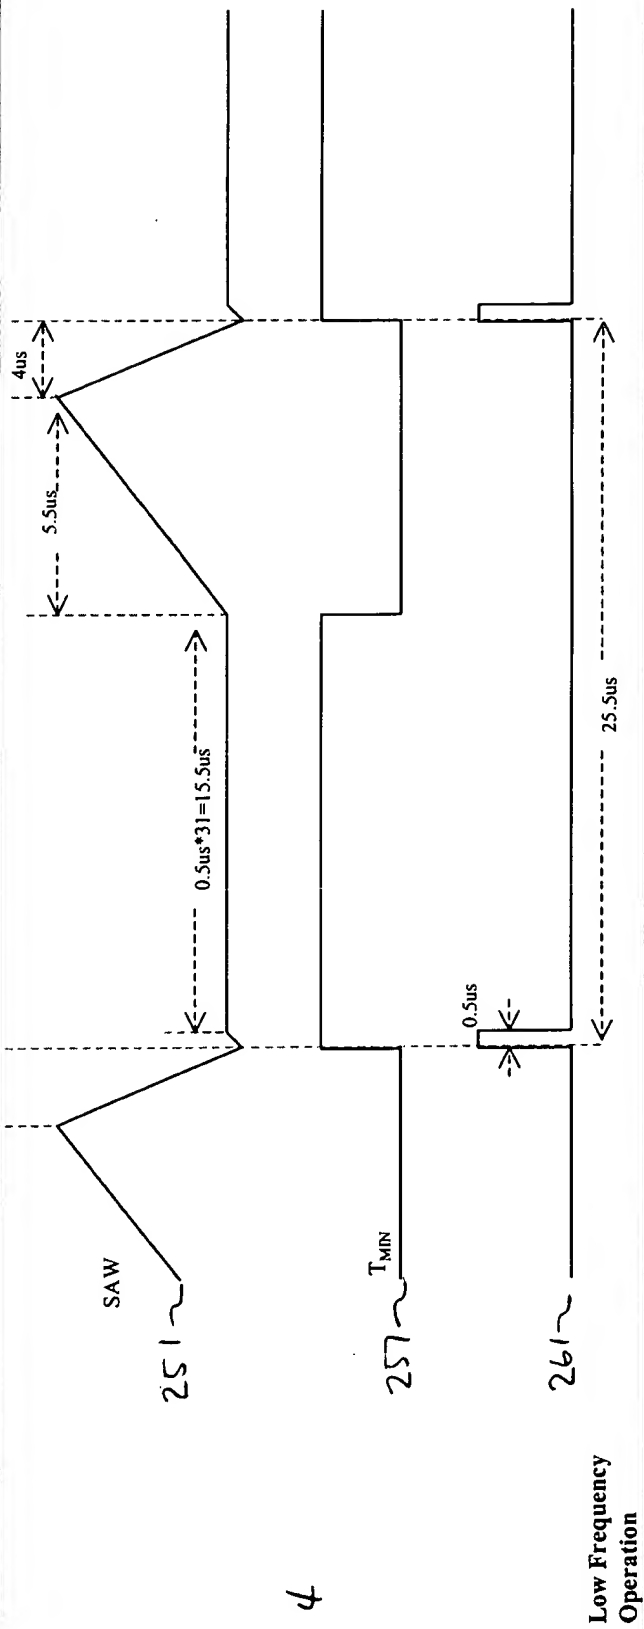 4us
5.5us
0.5us*31=15.5us
SAW
251
0.5us
T_MIN
257
25.5us
261
4
Low Frequency
Operation